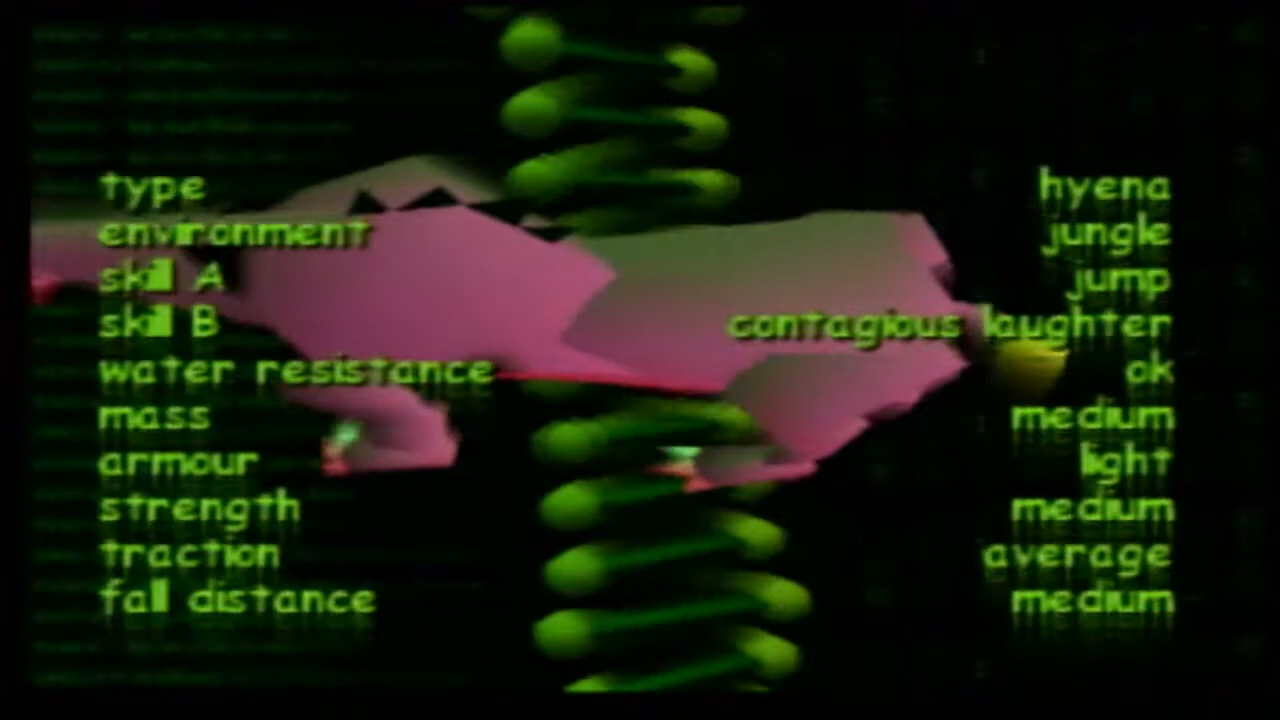 type hyena
environment jungle
skill A jump
skill B contagious laughter
water resistance ok
mass medium
armour light
strength medium
traction average
fall distance medium